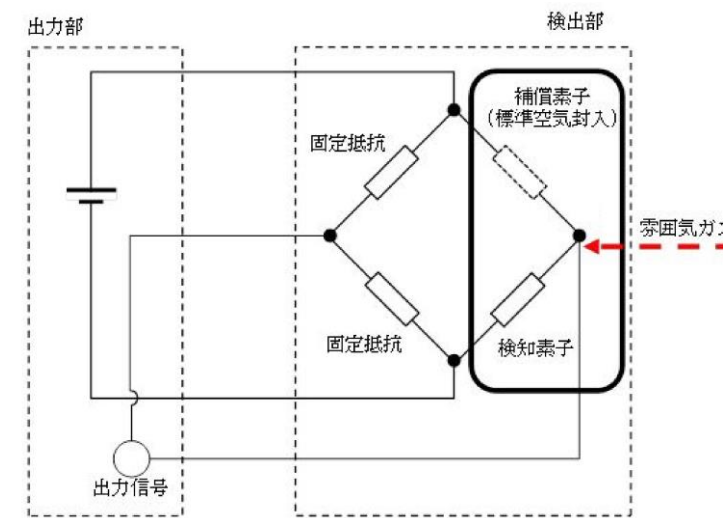 出力部
検出部
補償素子
(標準空気封入)
固定抵抗
雰囲気ガ
固定抵抗
検知素子
出力信号